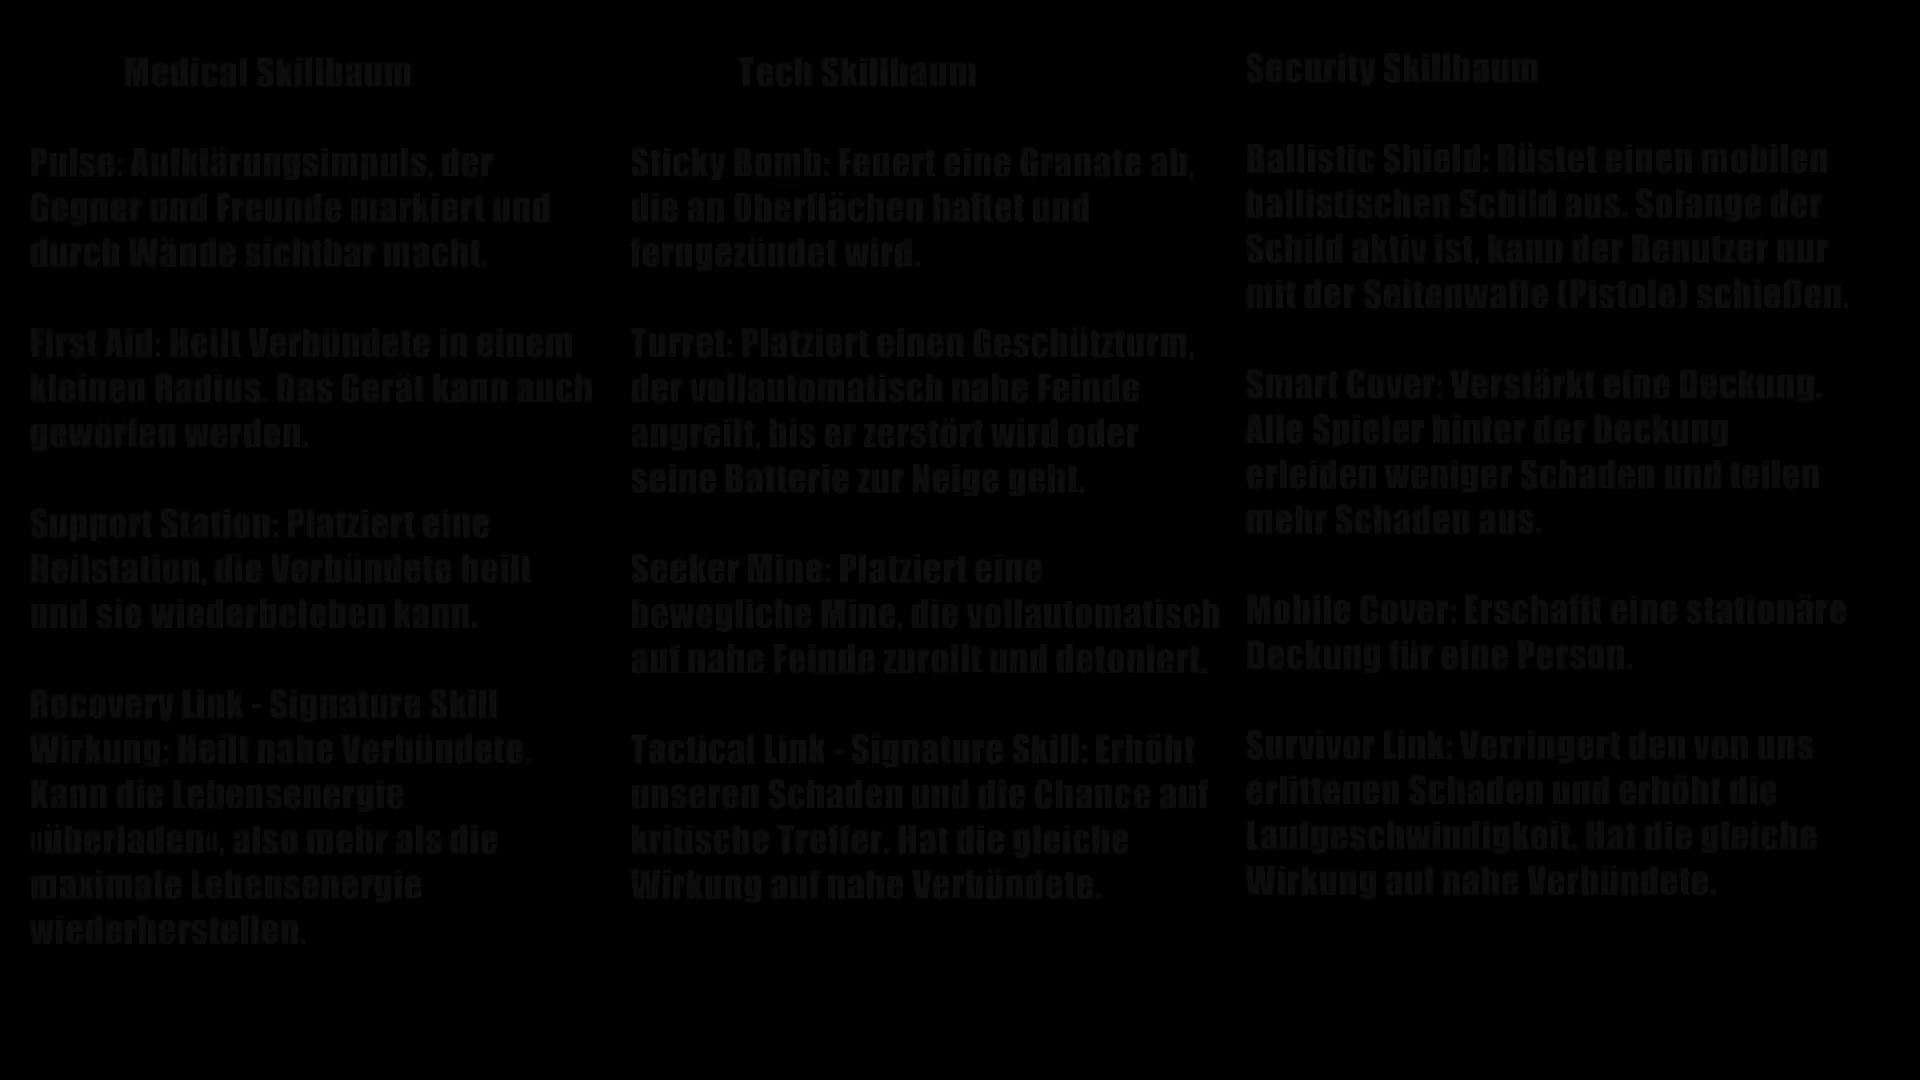 Medical Skillbaum
Pulse: Aufklärungsimpuls, der
Gegner und Freunde markiert und
durch Wände sichtbar macht.
First Aid: Heilt Verbündete in einem
kleinen Radius. Das Gerät kann auch
geworfen werden.
Support Station: Platziert eine
Heilstation, die Verbündete heilt
und sie wiederbeleben kann.
Recovery Link - Signature Skill
Wirkung: Heilt nahe Verbündete.
Kann die Lebensenergie
»überladen«, also mehr als die
maximale Lebensenergie
wiederherstellen.
Tech Skillbaum
Sticky Bomb: Feuert eine Granate ab,
die an Oberflächen haftet und
ferngezündet wird.
Turret: Platziert einen Geschützturm,
der vollautomatisch nahe Feinde
angreift, bis er zerstört wird oder
seine Batterie zur Neige geht.
Seeker Mine: Platziert eine
bewegliche Mine, die vollautomatisch
auf nahe Feinde zurollt und detoniert.
Tactical Link - Signature Skill: Erhöht
unseren Schaden und die Chance auf
kritische Treffer. Hat die gleiche
Wirkung auf nahe Verbündete.
Security Skillbaum
Ballistic Shield: Rüstet einen mobilen
ballistischen Schild aus. Solange der
Schild aktiv ist, kann der Benutzer nur
mit der Seitenwaffe (Pistole) schießen.
Smart Cover: Verstärkt eine Deckung.
Alle Spieler hinter der Deckung
erleiden weniger Schaden und teilen
mehr Schaden aus.
Mobile Cover: Erschafft eine stationäre
Deckung für eine Person.
Survivor Link: Verringert den von uns
erlittenen Schaden und erhöht die
Laufgeschwindigkeit. Hat die gleiche
Wirkung auf nahe Verbündete.